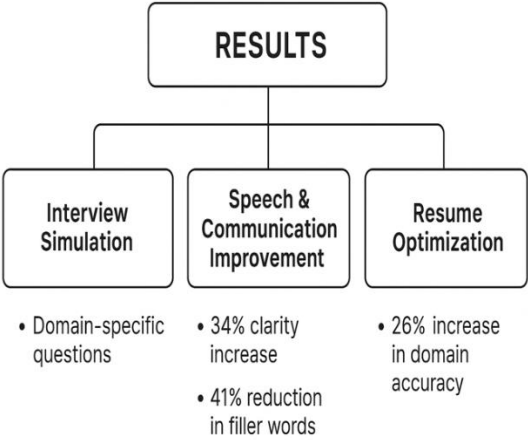 RESULTS
Interview
Simulation
• Domain-specific
questions
Speech &
Communication
Improvement
• 34% clarity
increase
• 41% reduction
in filler words
Resume
Optimization
• 26% increase
in domain
accuracy